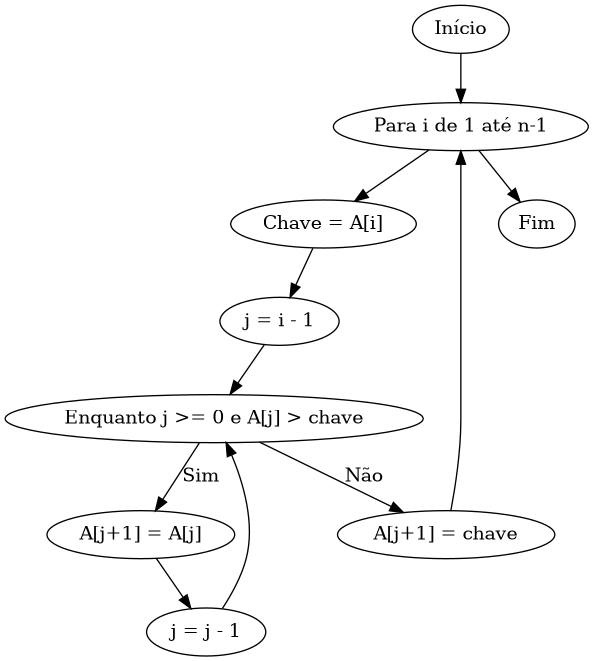 Início
Para i de 1 até n-1
Chave = A[i]
Fim
j = i - 1
Enquanto j >= 0 e A[j] > chave
Sim
Não
A[j+1] = A[j]
A[j+1] = chave
j = j - 1